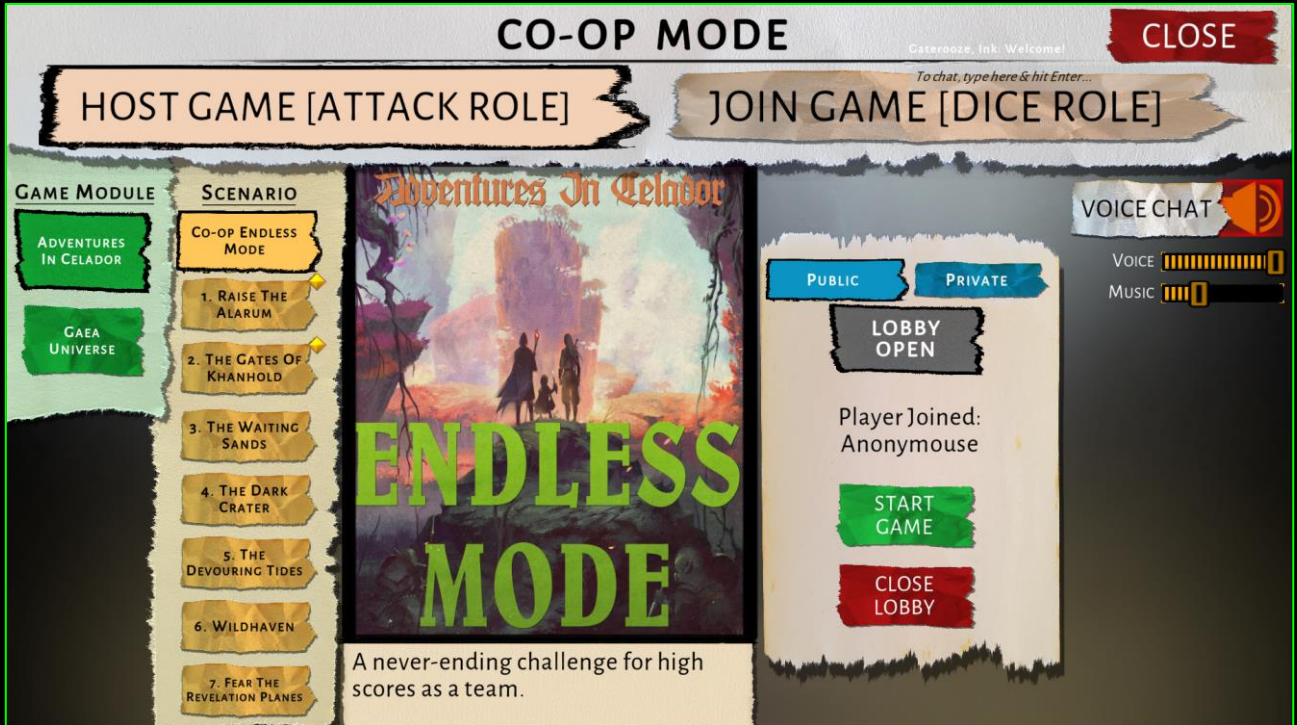 CO-OP MODE
Gaterooze, Ink: Welcome!
CLOSE
To chat, type here & hit Enter...
HOST GAME [ATTACK ROLE]
JOIN GAME [DICE ROLE]
GAME MODULE
ADVENTURES
IN CELADOR
GAEA
UNIVERSE
SCENARIO
CO-OP ENDLESS
MODE
1. RAISE THE
ALARUM
2. THE GATES OF
KHANHOLD
3. THE WAITING
SANDS
4. THE DARK
CRATER
5. THE
DEVOURING TIDES
6. WILDHAVEN
7. FEAR THE
REVELATION PLANES
Adventures In Celador
ENDLESS
MODE
A never-ending challenge for high
scores as a team.
PUBLIC
PRIVATE
LOBBY
OPEN
Player Joined:
Anonymouse
START
GAME
CLOSE
LOBBY
VOICE CHAT
VOICE
MUSIC